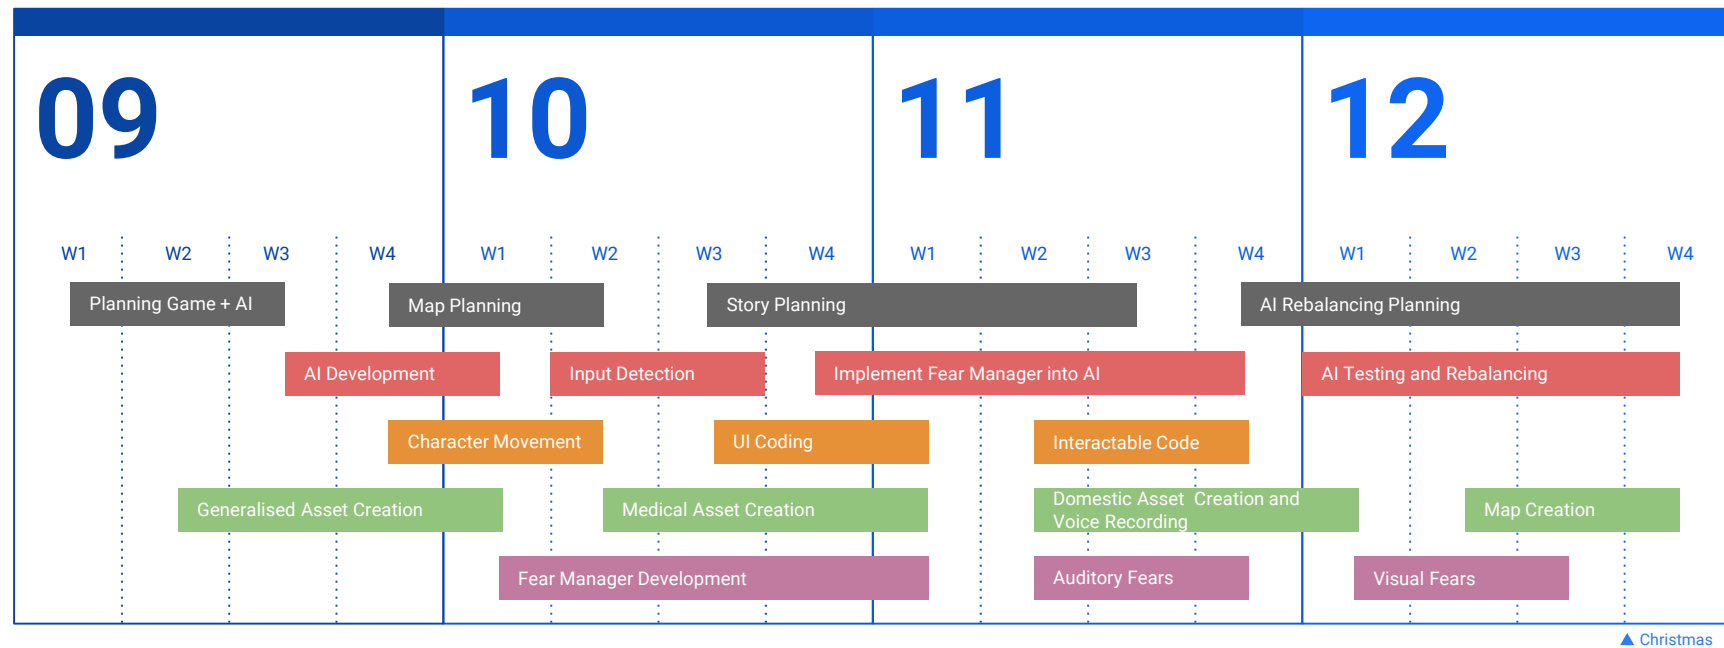 09 10 11 12
W1 W2 W3 W4 W1 W2 W3 W4 W1 W2 W3 W4 W1 W2 W3 W4
Planning Game + AI
Map Planning
Story Planning
AI Rebalancing Planning
AI Development
Input Detection
Implement Fear Manager into AI
AI Testing and Rebalancing
Character Movement
UI Coding
Interactable Code
Generalised Asset Creation
Medical Asset Creation
Domestic Asset  Creation and
Voice Recording
Map Creation
Fear Manager Development
Auditory Fears
Visual Fears
Christmas